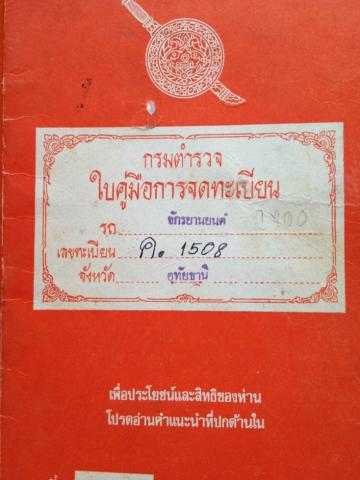 กรมตำรวจ
ใบคู่มือการจดทะเบียน
รถ จักรยานยนต์
เลขทะเบียน ค. 1508
จังหวัด อุทัยธานี
เพื่อประโยชน์และสิทธิของท่าน
โปรดอ่านคำแนะนำที่ปกด้านใน